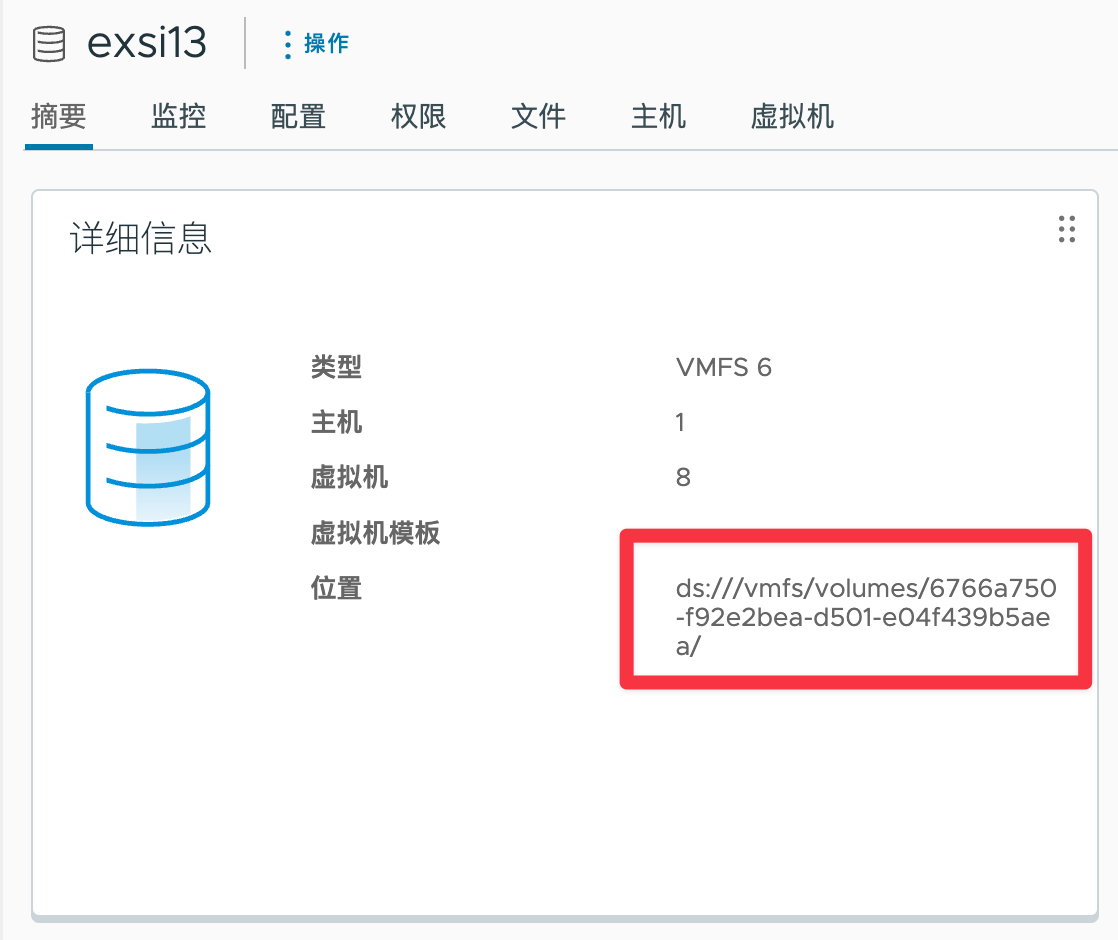 exsi13 操作
摘要 监控 配置 权限 文件 主机 虚拟机
详细信息
类型 VMFS 6
主机 1
虚拟机 8
虚拟机模板
位置 ds:///vmfs/volumes/6766a750
-f92e2bea-d501-e04f439b5ae
a/